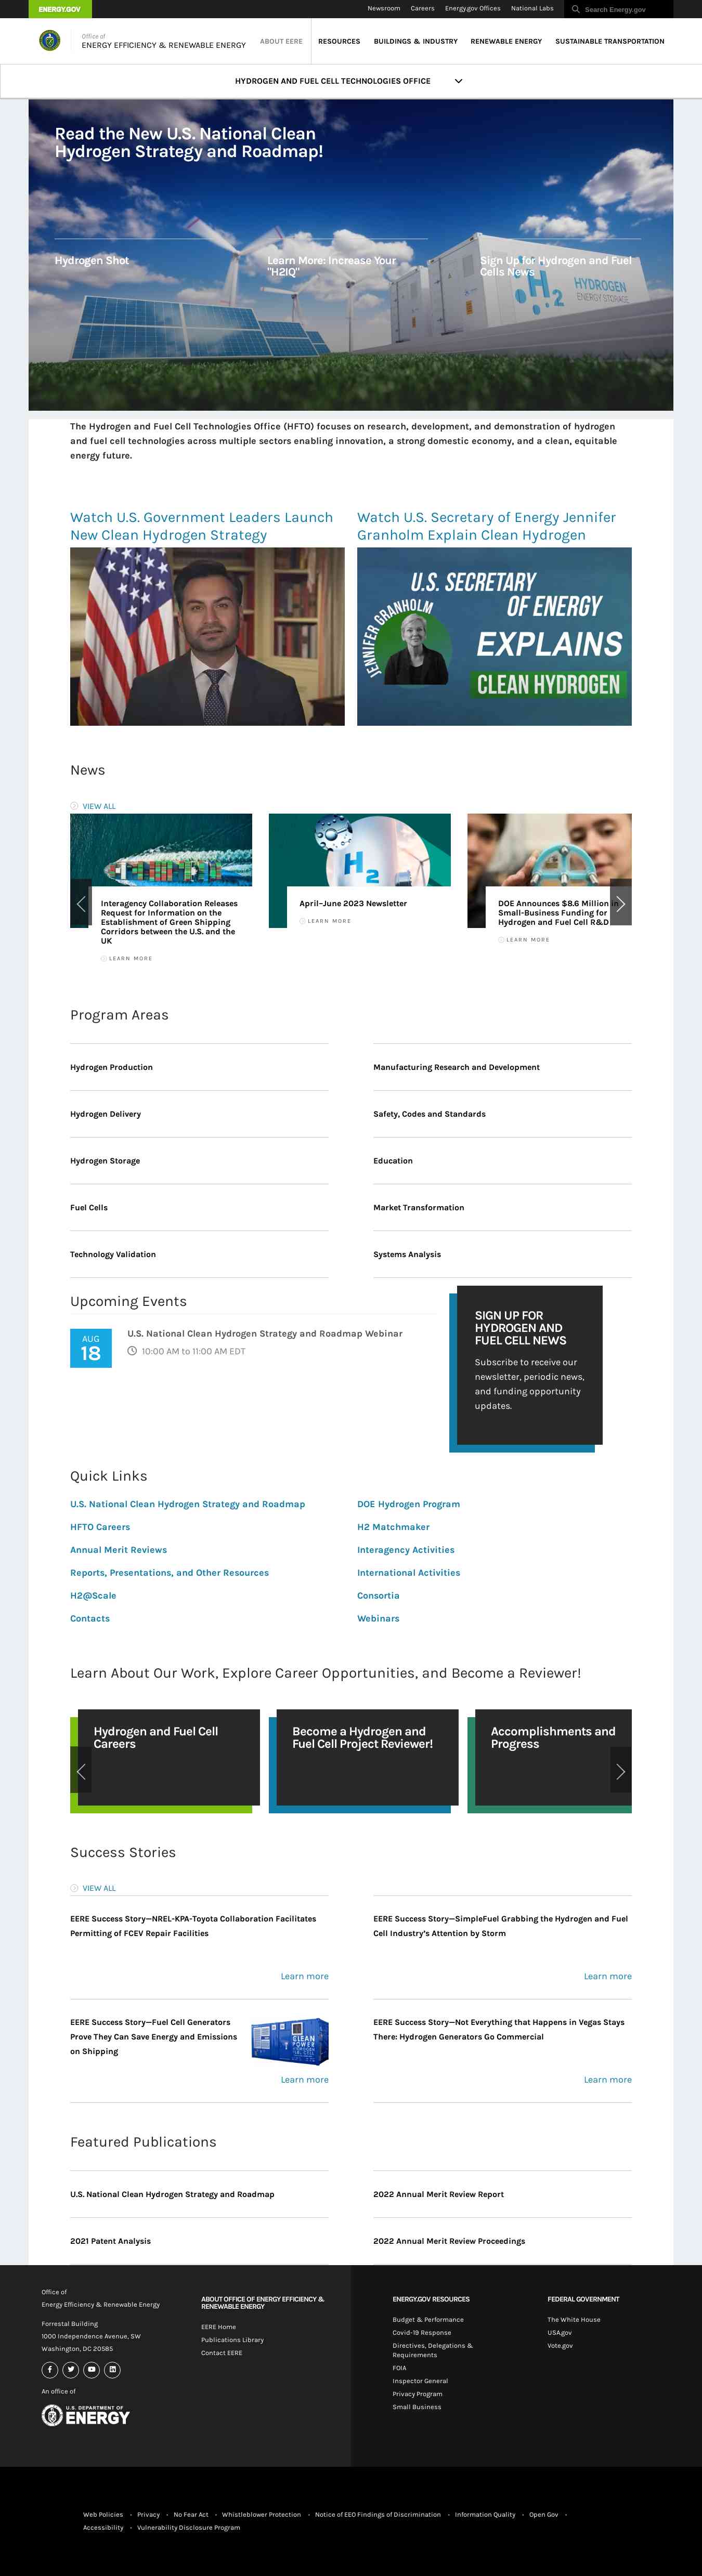 ENERGY.GOV
Newsroom
Careers
Energy.gov Offices
National Labs
Search Energy.gov
Office of
ENERGY EFFICIENCY & RENEWABLE ENERGY
ABOUT EERE
RESOURCES
BUILDINGS & INDUSTRY
RENEWABLE ENERGY
SUSTAINABLE TRANSPORTATION
HYDROGEN AND FUEL CELL TECHNOLOGIES OFFICE
Read the New U.S. National Clean
Hydrogen Strategy and Roadmap!
Hydrogen Shot
Learn More: Increase Your
"H2IQ"
Sign Up for Hydrogen and Fuel
Cells News
H2
HYDROGEN
ENERGY STORAGE
The Hydrogen and Fuel Cell Technologies Office (HFTO) focuses on research, development, and demonstration of hydrogen
and fuel cell technologies across multiple sectors enabling innovation, a strong domestic economy, and a clean, equitable
energy future.
Watch U.S. Government Leaders Launch
New Clean Hydrogen Strategy
Watch U.S. Secretary of Energy Jennifer
Granholm Explain Clean Hydrogen
U.S. SECRETARY
OF ENERGY
JENNIFER GRANHOLM
EXPLAINS
CLEAN HYDROGEN
News
VIEW ALL
Interagency Collaboration Releases
Request for Information on the
Establishment of Green Shipping
Corridors between the U.S. and the
UK
LEARN MORE
H2
April–June 2023 Newsletter
LEARN MORE
DOE Announces $8.6 Million in
Small-Business Funding for
Hydrogen and Fuel Cell R&D
LEARN MORE
Program Areas
Hydrogen Production
Manufacturing Research and Development
Hydrogen Delivery
Safety, Codes and Standards
Hydrogen Storage
Education
Fuel Cells
Market Transformation
Technology Validation
Systems Analysis
Upcoming Events
AUG
18
U.S. National Clean Hydrogen Strategy and Roadmap Webinar
10:00 AM to 11:00 AM EDT
SIGN UP FOR
HYDROGEN AND
FUEL CELL NEWS
Subscribe to receive our
newsletter, periodic news,
and funding opportunity
updates.
Quick Links
U.S. National Clean Hydrogen Strategy and Roadmap
DOE Hydrogen Program
HFTO Careers
H2 Matchmaker
Annual Merit Reviews
Interagency Activities
Reports, Presentations, and Other Resources
International Activities
H2@Scale
Consortia
Contacts
Webinars
Learn About Our Work, Explore Career Opportunities, and Become a Reviewer!
Hydrogen and Fuel Cell
Careers
Become a Hydrogen and
Fuel Cell Project Reviewer!
Accomplishments and
Progress
Success Stories
VIEW ALL
EERE Success Story—NREL-KPA-Toyota Collaboration Facilitates
Permitting of FCEV Repair Facilities
Learn more
EERE Success Story—SimpleFuel Grabbing the Hydrogen and Fuel
Cell Industry's Attention by Storm
Learn more
EERE Success Story—Fuel Cell Generators
Prove They Can Save Energy and Emissions
on Shipping
CLEAN
POWER
Learn more
EERE Success Story—Not Everything that Happens in Vegas Stays
There: Hydrogen Generators Go Commercial
Learn more
Featured Publications
U.S. National Clean Hydrogen Strategy and Roadmap
2022 Annual Merit Review Report
2021 Patent Analysis
2022 Annual Merit Review Proceedings
Office of
Energy Efficiency & Renewable Energy
Forrestal Building
1000 Independence Avenue, SW
Washington, DC 20585
An office of
U.S. DEPARTMENT OF
ENERGY
ABOUT OFFICE OF ENERGY EFFICIENCY &
RENEWABLE ENERGY
EERE Home
Publications Library
Contact EERE
ENERGY.GOV RESOURCES
Budget & Performance
Covid-19 Response
Directives, Delegations &
Requirements
FOIA
Inspector General
Privacy Program
Small Business
FEDERAL GOVERNMENT
The White House
USA.gov
Vote.gov
Web Policies • Privacy • No Fear Act • Whistleblower Protection • Notice of EEO Findings of Discrimination • Information Quality • Open Gov •
Accessibility • Vulnerability Disclosure Program